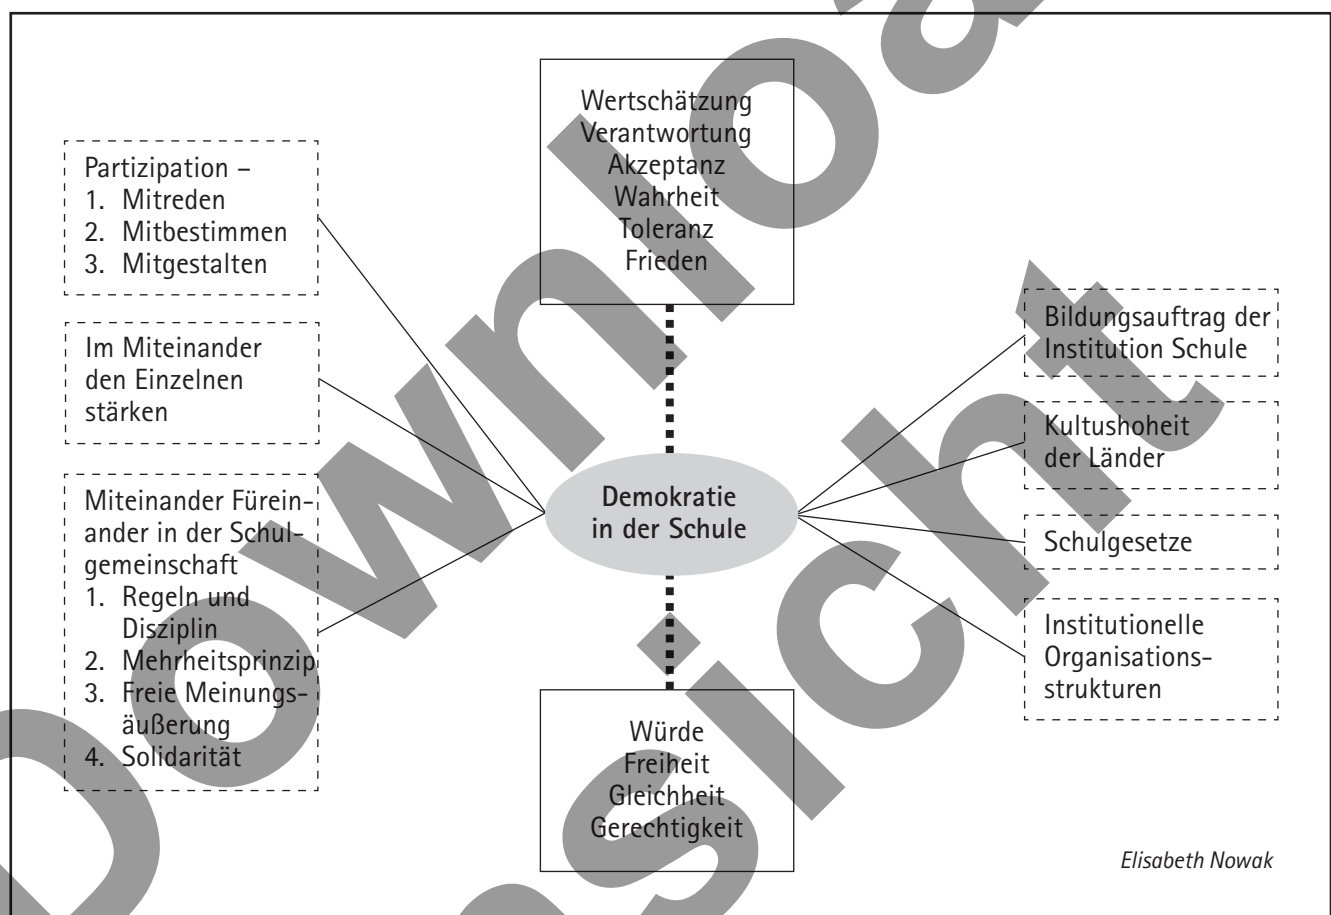 Wertschätzung
Verantwortung
Akzeptanz
Wahrheit
Toleranz
Frieden
Partizipation –
1. Mitreden
2. Mitbestimmen
3. Mitgestalten
Im Miteinander
den Einzelnen
stärken
Miteinander Fürein-
ander in der Schul-
gemeinschaft
1. Regeln und
Disziplin
2. Mehrheitsprinzip
3. Freie Meinungs-
äußerung
4. Solidarität
Demokratie
in der Schule
Bildungsauftrag der
Institution Schule
Kultushoheit
der Länder
Schulgesetze
Institutionelle
Organisations-
strukturen
Würde
Freiheit
Gleichheit
Gerechtigkeit
Elisabeth Nowak